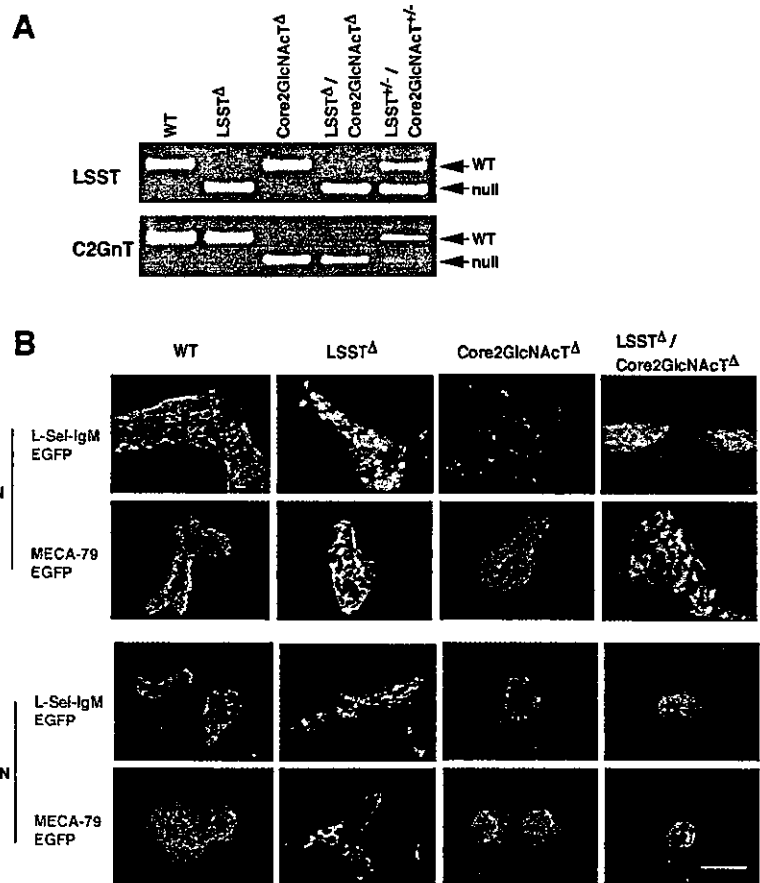 A
WT
LSSTΔ
Core2GlcNAcTΔ
LSSTΔ/
Core2GlcNAcTΔ
LSST+/-/
Core2GlcNAcT+/-
LSST
WT
null
C2GnT
WT
null
B
WT
LSSTΔ
Core2GlcNAcTΔ
LSSTΔ/
Core2GlcNAcTΔ
L-Sel-IgM
EGFP
N
MECA-79
EGFP
L-Sel-IgM
EGFP
N
MECA-79
EGFP